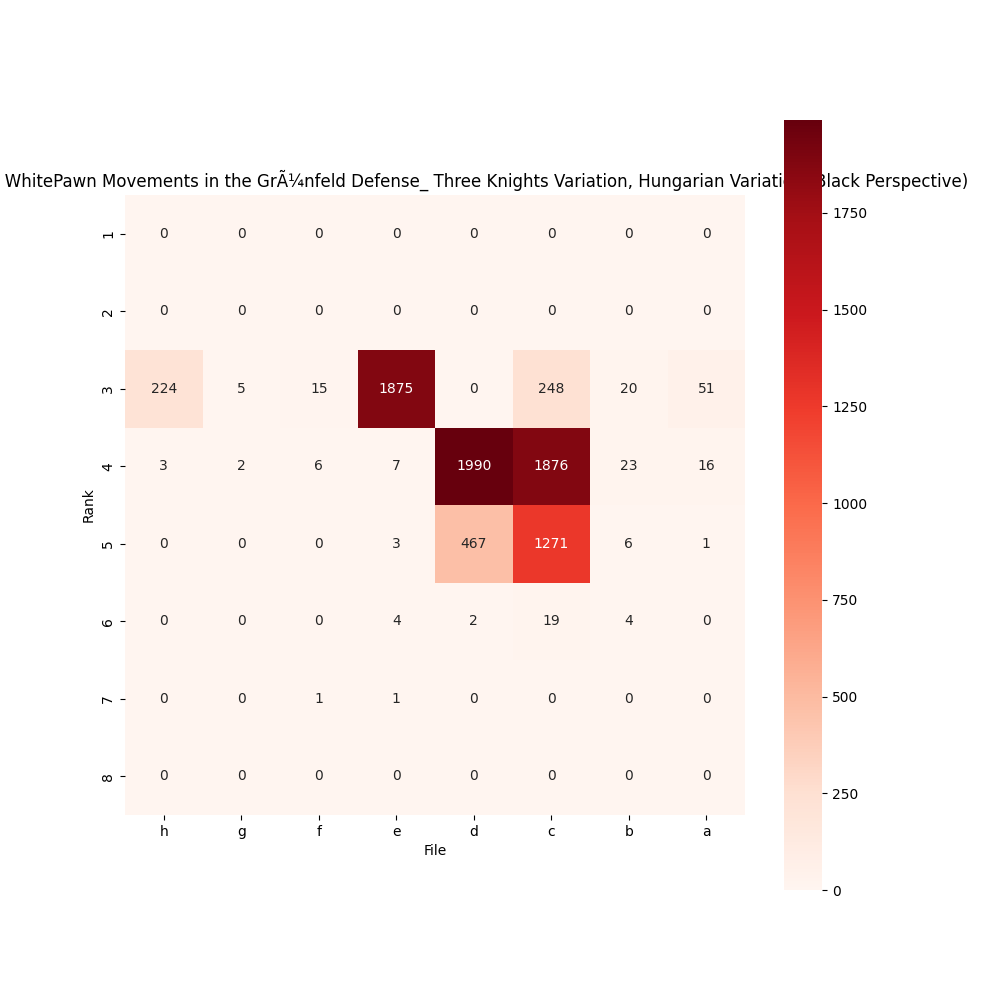 WhitePawn Movements in the GrÃ¼nfeld Defense_ Three Knights Variation, Hungarian Variati Black Perspective)
1750
1500
1250
1000
750
500
250
0
1 0 0 0 0 0 0 0 0
2 0 0 0 0 0 0 0 0
3 224 5 15 1875 0 248 20 51
4 3 2 6 7 1990 1876 23 16
5 0 0 0 3 467 1271 6 1
6 0 0 0 4 2 19 4 0
7 0 0 1 1 0 0 0 0
8 0 0 0 0 0 0 0 0
h g f e d c b a
Rank
File